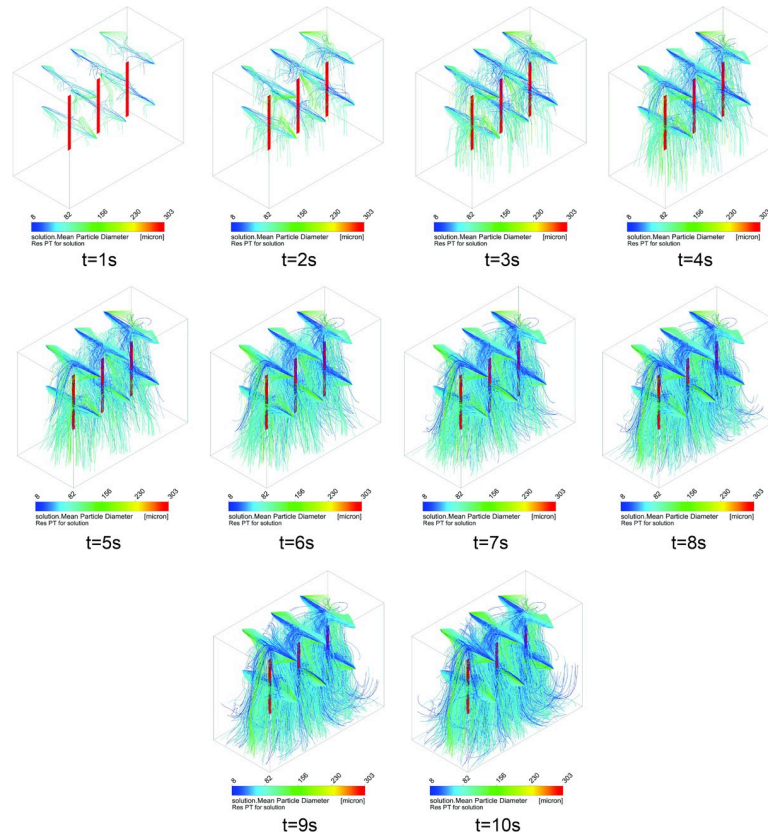 8 82 156 230 303
solution.Mean Particle Diameter [micron]
Res PT for solution
t=1s
8 82 156 230 303
solution.Mean Particle Diameter [micron]
Res PT for solution
t=2s
8 82 156 230 303
solution.Mean Particle Diameter [micron]
Res PT for solution
t=3s
8 82 156 230 303
solution.Mean Particle Diameter [micron]
Res PT for solution
t=4s
8 82 156 230 303
solution.Mean Particle Diameter [micron]
Res PT for solution
t=5s
8 82 156 230 303
solution.Mean Particle Diameter [micron]
Res PT for solution
t=6s
8 82 156 230 303
solution.Mean Particle Diameter [micron]
Res PT for solution
t=7s
8 82 156 230 303
solution.Mean Particle Diameter [micron]
Res PT for solution
t=8s
8 82 156 230 303
solution.Mean Particle Diameter [micron]
Res PT for solution
t=9s
8 82 156 230 303
solution.Mean Particle Diameter [micron]
Res PT for solution
t=10s